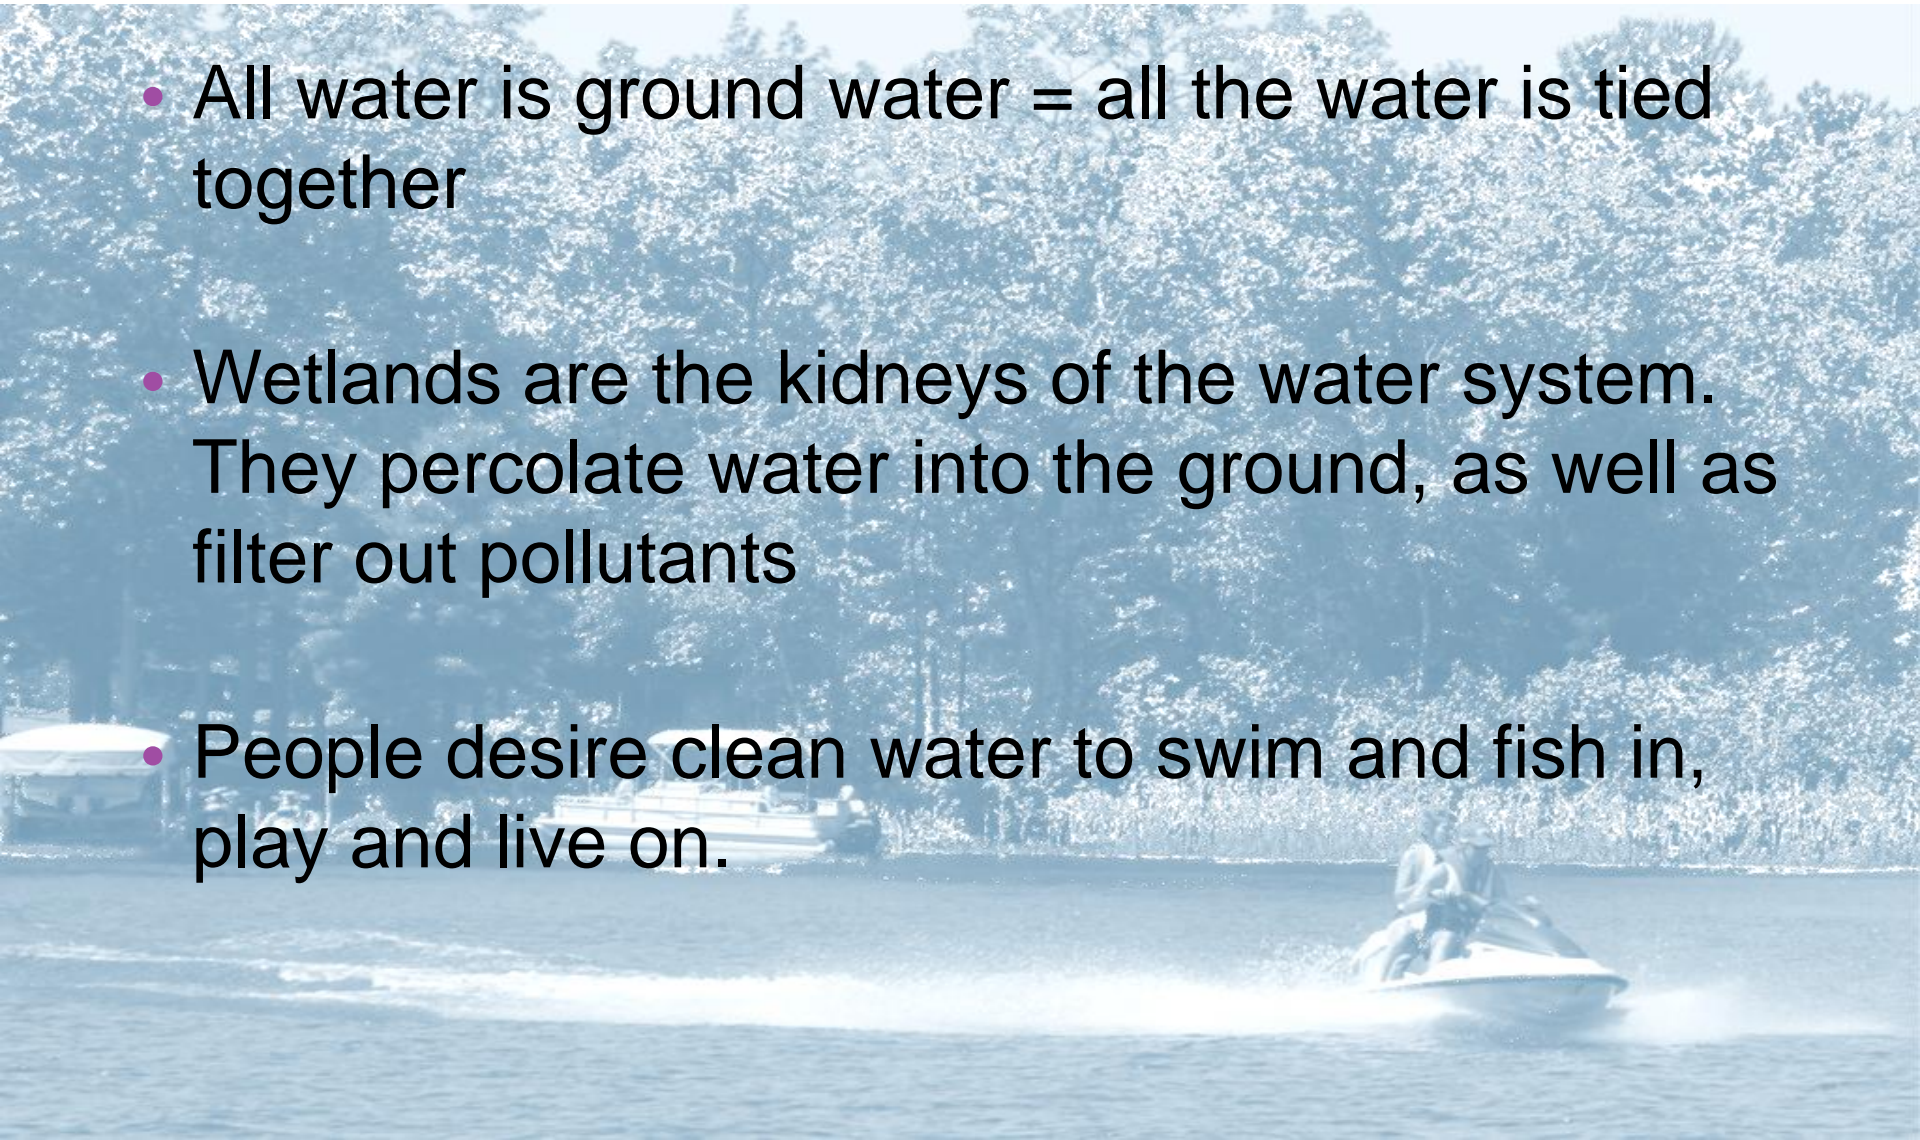 • All water is ground water = all the water is tied
together
• Wetlands are the kidneys of the water system.
They percolate water into the ground, as well as
filter out pollutants
• People desire clean water to swim and fish in,
play and live on.